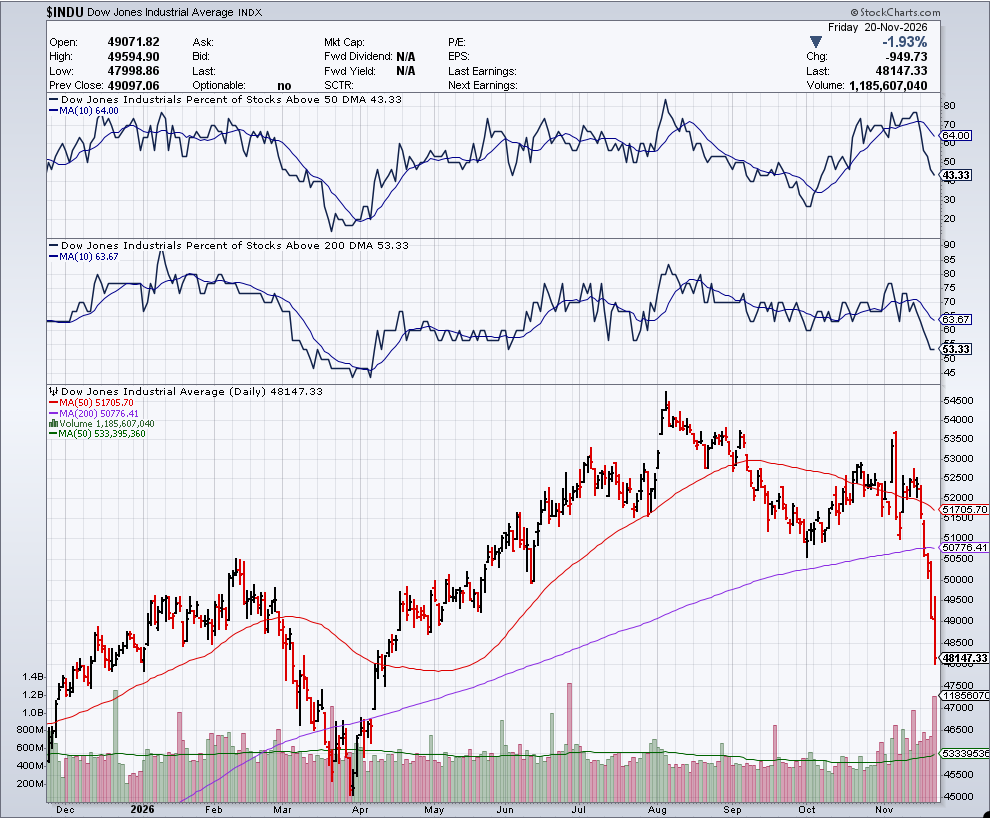 $INDU Dow Jones Industrial Average INDX
© StockCharts.com
Friday 20-Nov-2026
Open: 49071.82 Ask: Mkt Cap: P/E: -1.93%
High: 49594.90 Bid: Fwd Dividend: N/A EPS: Chg: -949.73
Low: 47998.86 Last: Fwd Yield: N/A Last Earnings: Last: 48147.33
Prev Close: 49097.06 Optionable: no SCTR: Next Earnings: Volume: 1,185,607,040
Dow Jones Industrials Percent of Stocks Above 50 DMA 43.33
MA(10) 64.00
80
70
64.00
50
43.33
30
20
Dow Jones Industrials Percent of Stocks Above 200 DMA 53.33
MA(10) 63.67
90
85
80
75
70
63.67
60
53.33
50
45
Dow Jones Industrial Average (Daily) 48147.33
MA(50) 51705.70
MA(200) 50776.41
Volume 1,185,607,040
MA(50) 533,395,360
54500
54000
53500
53000
52500
52000
51705.70
51500
51000
50776.41
50500
50000
49500
49000
48500
48147.33
47500
11856070
47000
46500
53339536
45500
45000
1.4B
1.2B
1.0B
800M
600M
400M
200M
Dec 2026 Feb Mar Apr May Jun Jul Aug Sep Oct Nov